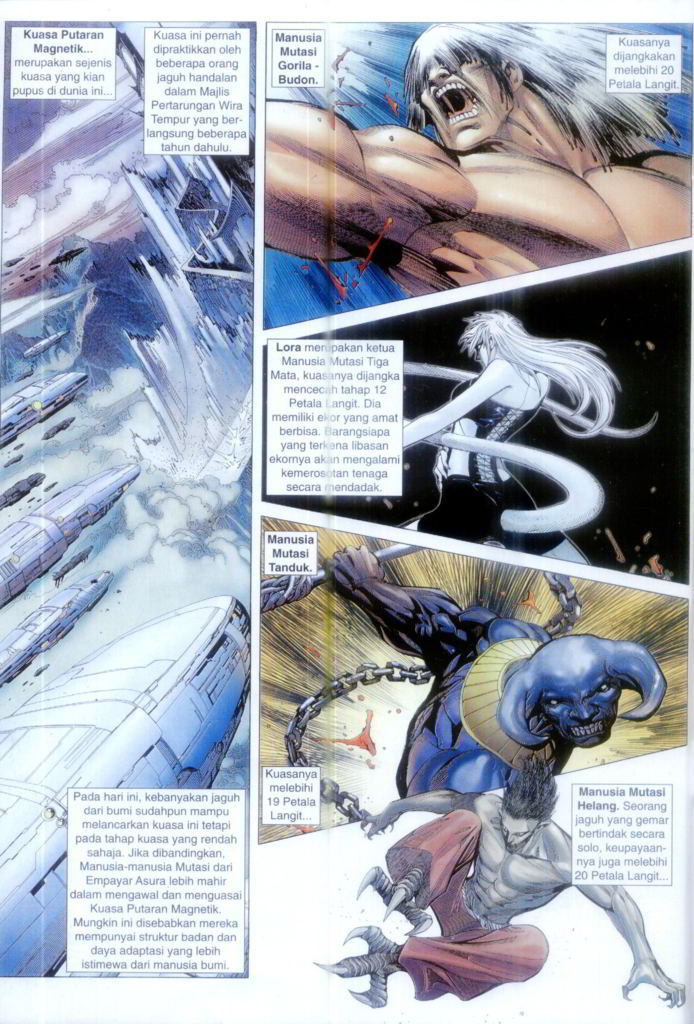 Kuasa Putaran
Magnetik...
merupakan sejenis
kuasa yang kian
pupus di dunia ini...
Kuasa ini pernah
dipraktikkan oleh
beberapa orang
jaguh handalan
dalam Majlis
Pertarungan Wira
Tempur yang ber-
langsung beberapa
tahun dahulu.
Pada hari ini, kebanyakan jaguh
dari bumi sudahpun mampu
melancarkan kuasa ini tetapi
pada tahap kuasa yang rendah
sahaja. Jika dibandingkan,
Manusia-manusia Mutasi dari
Empayar Asura lebih mahir
dalam mengawal dan menguasai
Kuasa Putaran Magnetik.
Mungkin ini disebabkan mereka
mempunyai struktur badan dan
daya adaptasi yang lebih
istimewa dari manusia bumi.
Manusia
Mutasi
Gorila -
Budon.
Kuasanya
dijangkakan
melebihi 20
Petala Langit.
Lora merupakan ketua
Manusia Mutasi Tiga
Mata, kuasanya dijangka
mencecah tahap 12
Petala Langit. Dia
memiliki ekor yang amat
berbisa. Barangsiapa
yang terkena libasan
ekornya akan mengalami
kemerosotan tenaga
secara mendadak.
Manusia
Mutasi
Tanduk.
Kuasanya
melebihi
19 Petala
Langit...
Manusia Mutasi
Helang. Seorang
jaguh yang gemar
bertindak secara
solo, keupayaan-
nya juga melebihi
20 Petala Langit...